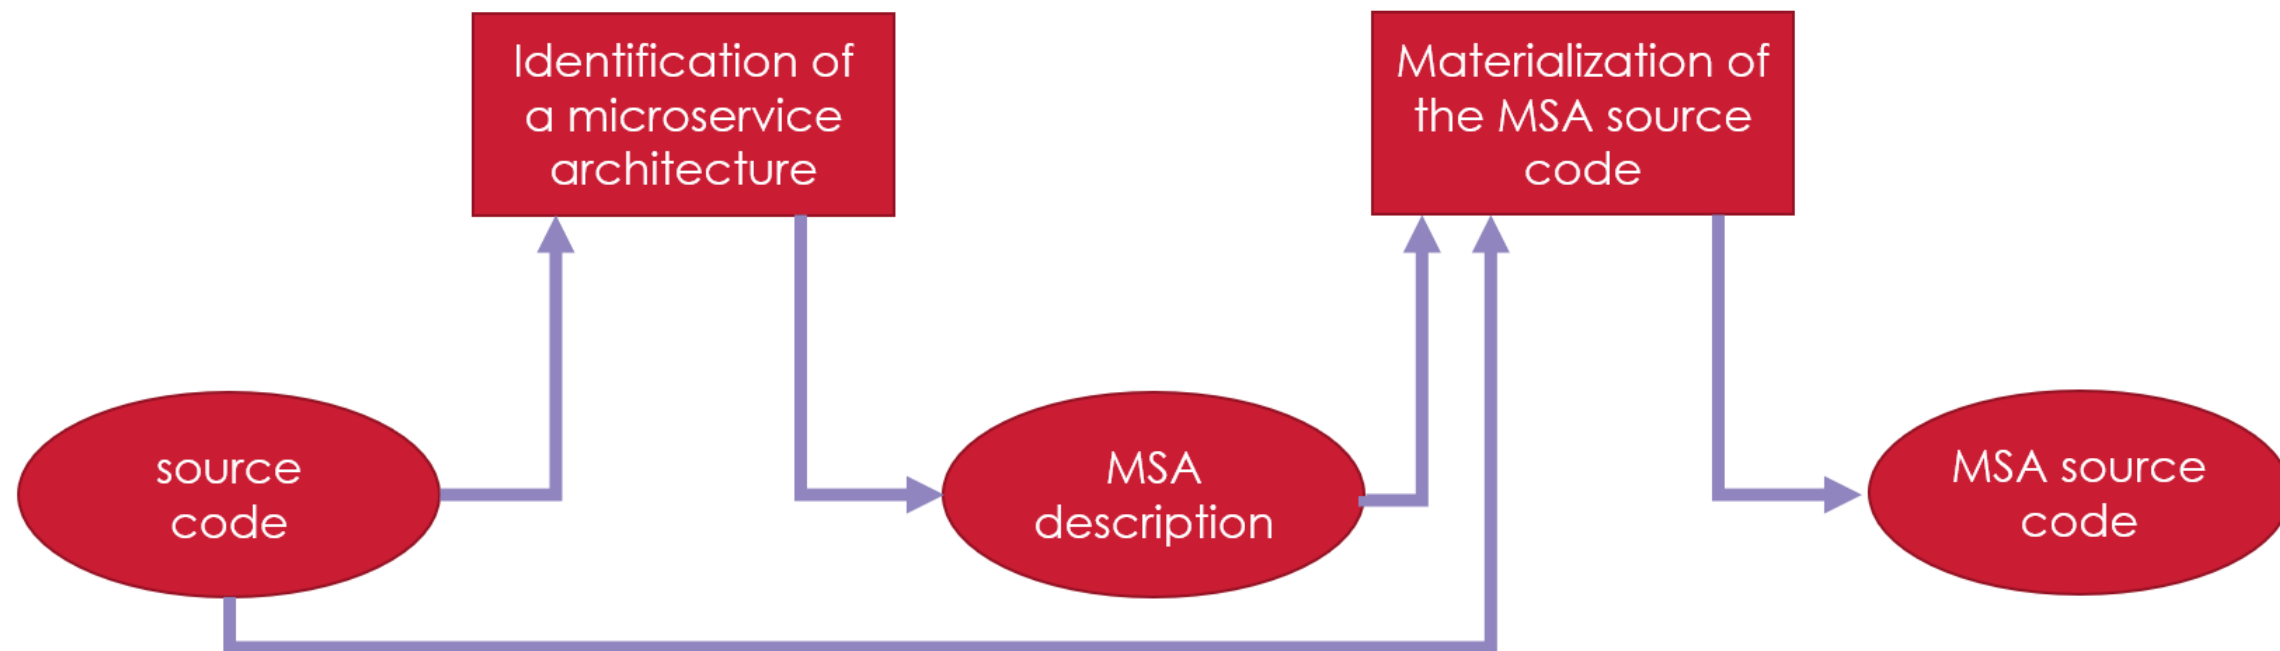 Identification of
a microservice
architecture
Materialization of
the MSA source
code
source
code
MSA
description
MSA source
code